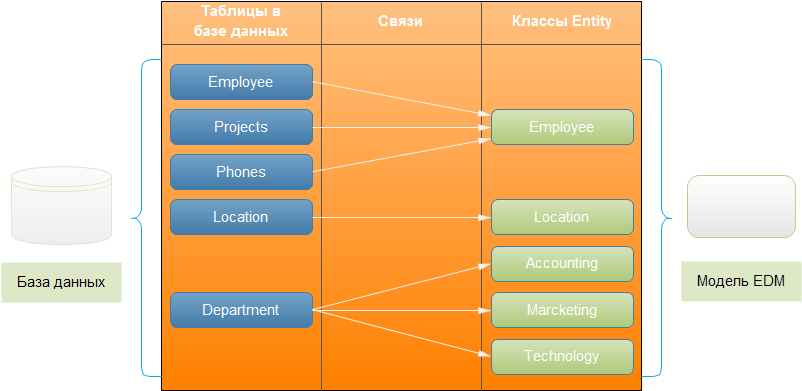 Таблицы в
базе данных
Связи
Классы Entity
Employee
Projects
Phones
Location
Department
Employee
Location
Accounting
Marcketing
Technology
База данных
Модель EDM